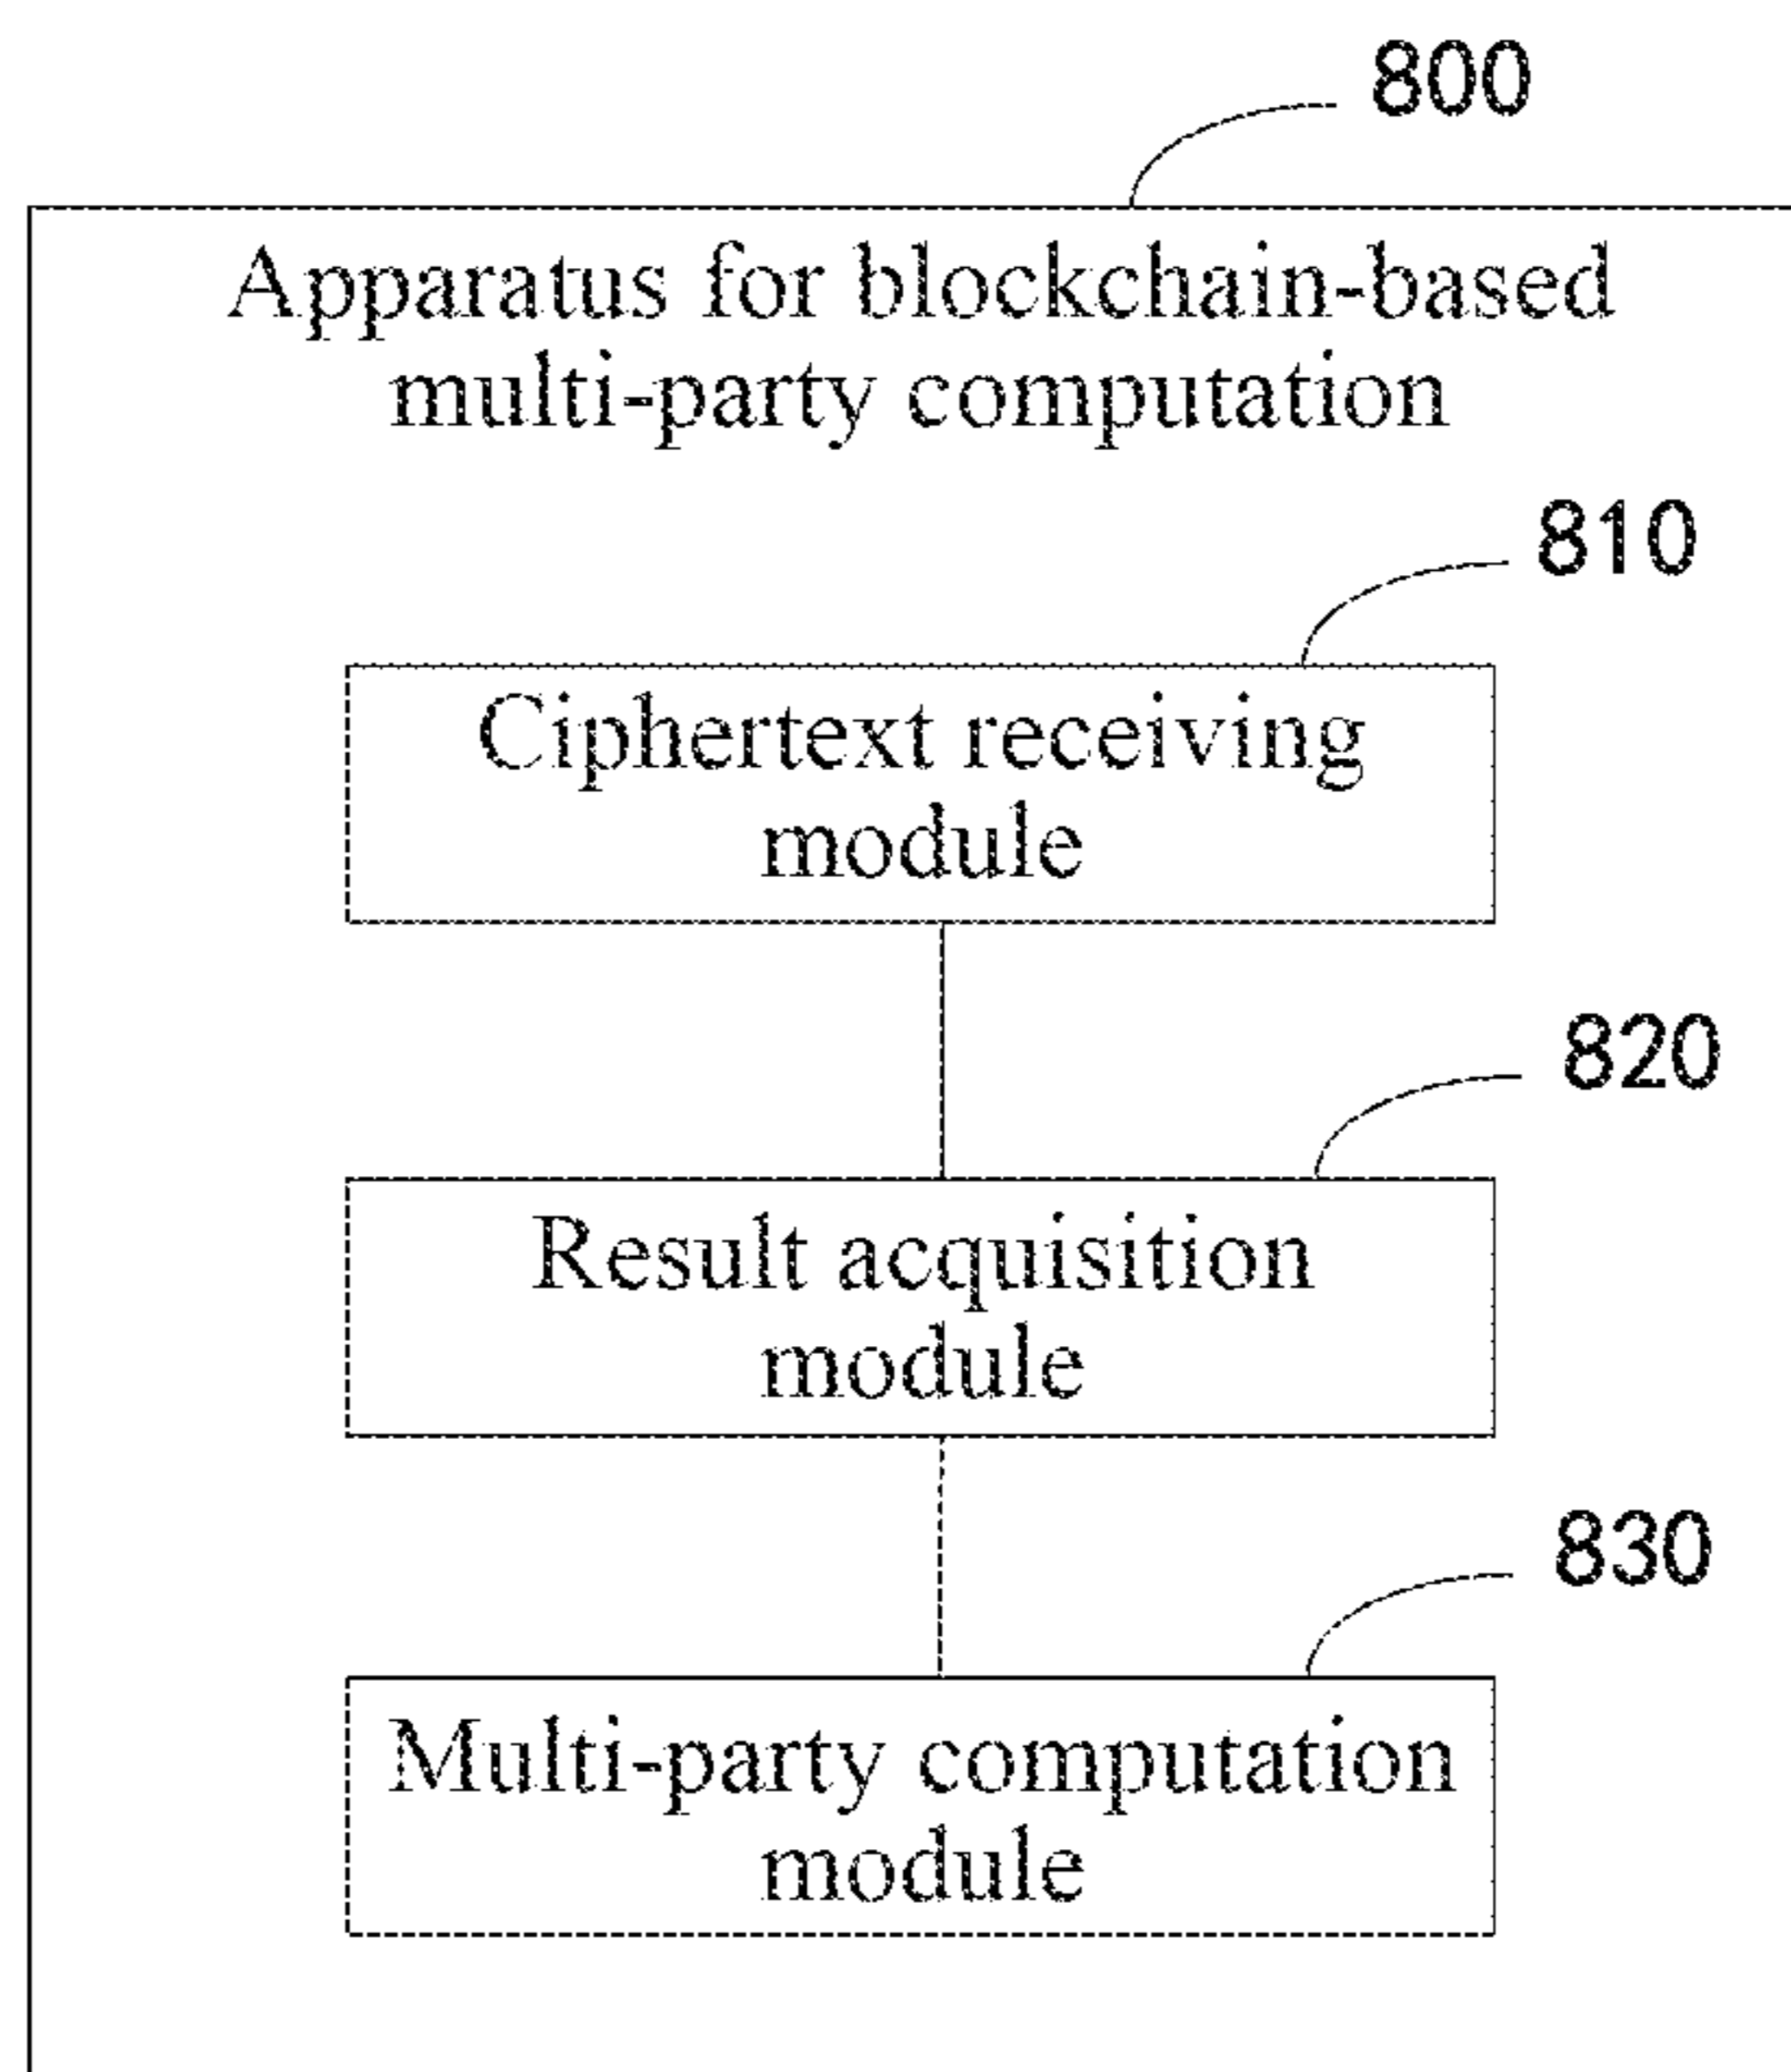 800
Apparatus for blockchain-based
multi-party computation
810
Ciphertext receiving
module
820
Result acquisition
module
830
Multi-party computation
module